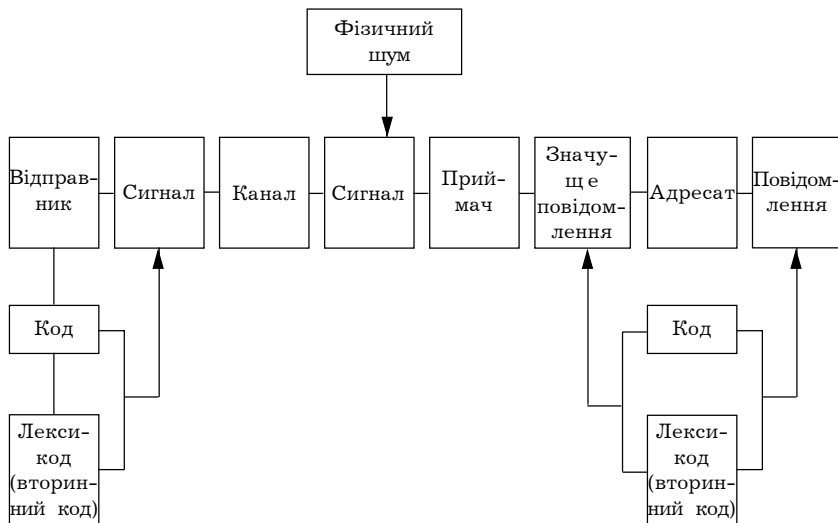 Фізичний
шум
Відправ-
ник
Сигнал
Канал
Сигнал
Прий-
мач
Значу-
ще
повідом-
лення
Адресат
Повідом-
лення
Код
Код
Лекси-
код
(вторин-
ний код)
Лекси-
код
(вторин-
ний код)